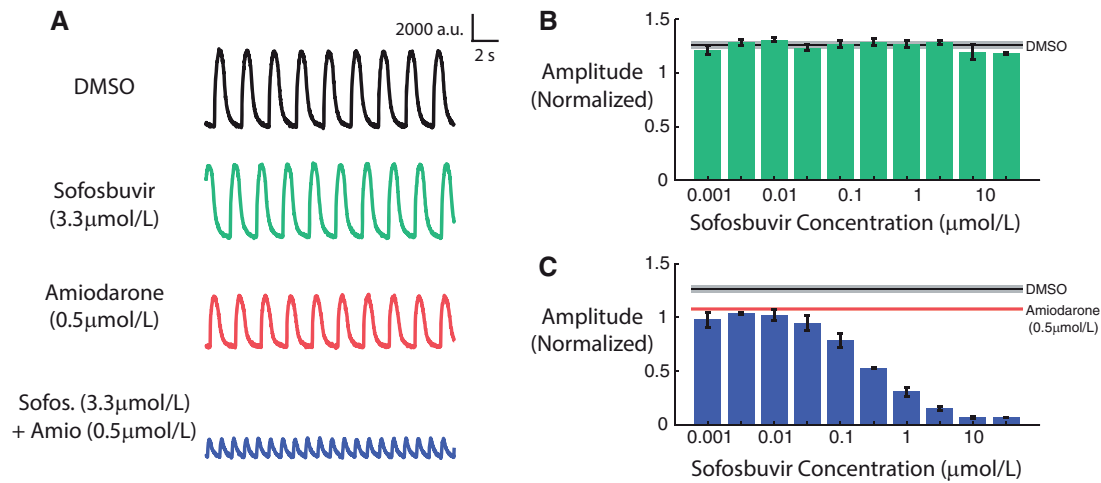 A
2000 a.u.
2 s
DMSO
Sofosbuvir
(3.3μmol/L)
Amiodarone
(0.5μmol/L)
Sofos. (3.3μmol/L)
+ Amio (0.5μmol/L)
B
Amplitude
(Normalized)
1.5
1
0.5
0
DMSO
0.001
0.01
0.1
1
10
Sofosbuvir Concentration (μmol/L)
C
Amplitude
(Normalized)
1.5
1
0.5
0
DMSO
Amiodarone
(0.5μmol/L)
0.001
0.01
0.1
1
10
Sofosbuvir Concentration (μmol/L)